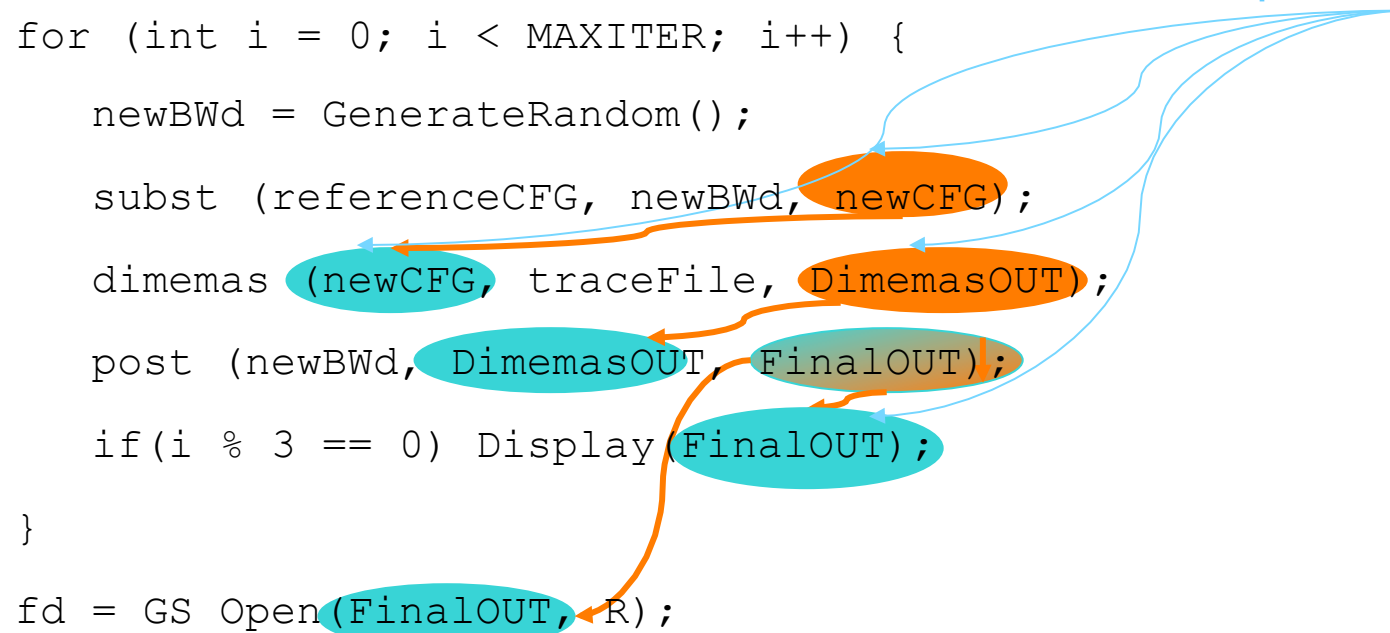 for (int i = 0; i < MAXITER; i++) {
newBWd = GenerateRandom();
subst (referenceCFG, newBWd, newCFG);
dimemas (newCFG, traceFile, DimemasOUT);
post (newBWd, DimemasOUT, FinalOUT);
if(i % 3 == 0) Display(FinalOUT);
}
fd = GS Open(FinalOUT, R);